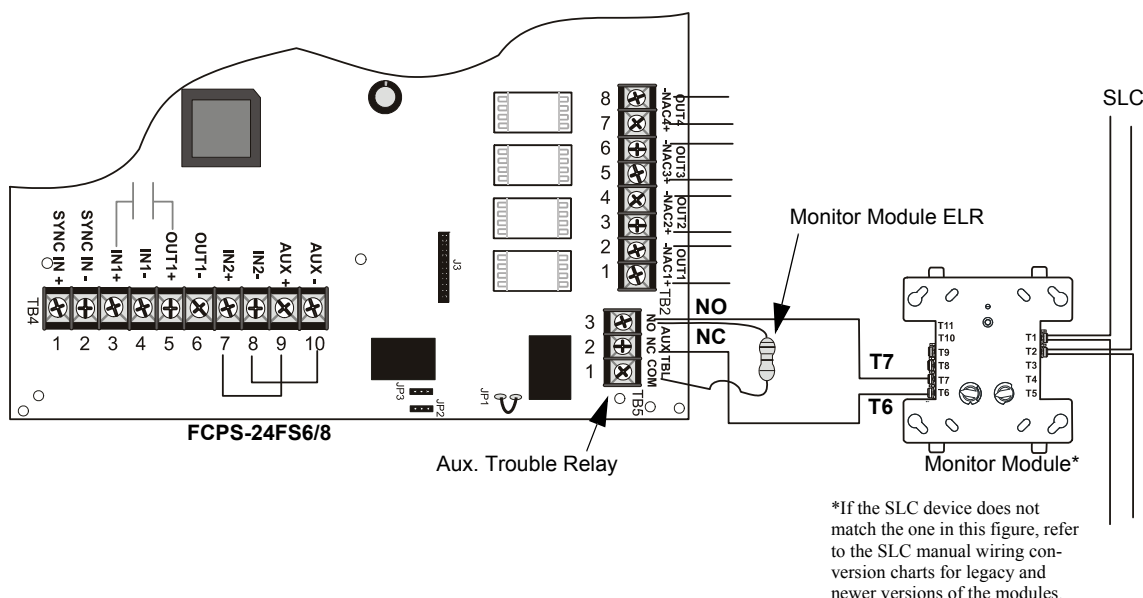 SLC
8
7
6
5
4
3
2
1
-NAC4+
OUT4
-NAC3+
OUT3
-NAC2+
OUT2
-NAC1+
OUT1
TB2
Monitor Module ELR
SYNC IN +
SYNC IN -
IN1+
IN1-
OUT1+
OUT1-
IN2+
IN2-
AUX +
AUX -
TB4
1 2 3 4 5 6 7 8 9 10
J3
JP3
JP2
JP1
3
2
1
NO NC COM
AUX TBL
TB5
NO
NC
T7
T6
T11
T10
T9
T8
T7
T6
T1
T2
T3
T4
T5
FCPS-24FS6/8
Aux. Trouble Relay
Monitor Module*
*If the SLC device does not
match the one in this figure, refer
to the SLC manual wiring con-
version charts for legacy and
newer versions of the modules